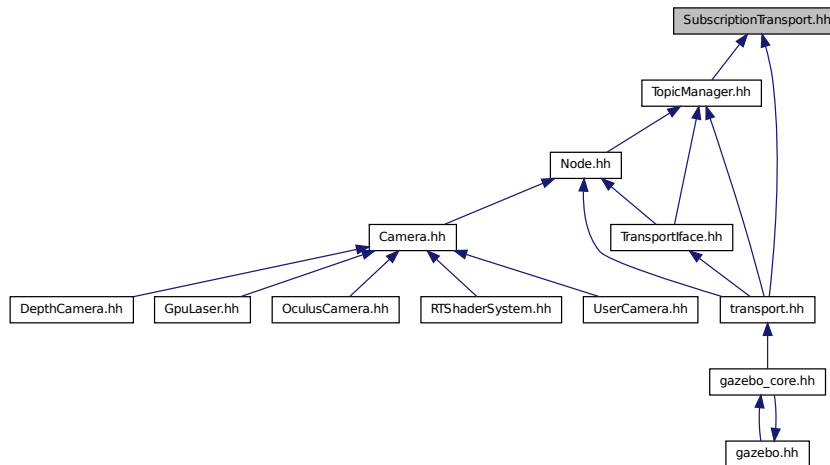 SubscriptionTransport.hh
TopicManager.hh
Node.hh
Camera.hh
TransportIface.hh
DepthCamera.hh
GpuLaser.hh
OculusCamera.hh
RTShaderSystem.hh
UserCamera.hh
transport.hh
gazebo_core.hh
gazebo.hh